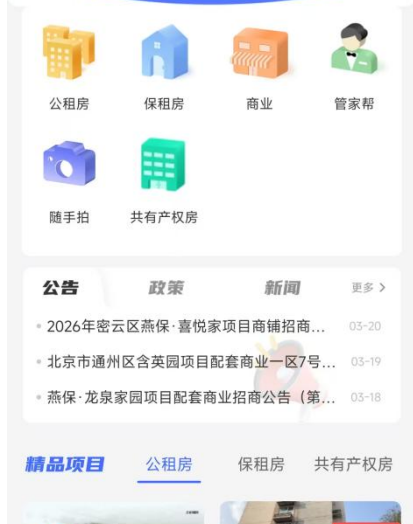 公租房 保租房 商业 管家帮
随手拍 共有产权房
公告 政策 新闻 更多 >
2026年密云区燕保·喜悦家项目商铺招商... 03-20
北京市通州区含英园项目配套商业一区7号... 03-19
燕保·龙泉家园项目配套商业招商公告（第... 03-18
精品项目 公租房 保租房 共有产权房